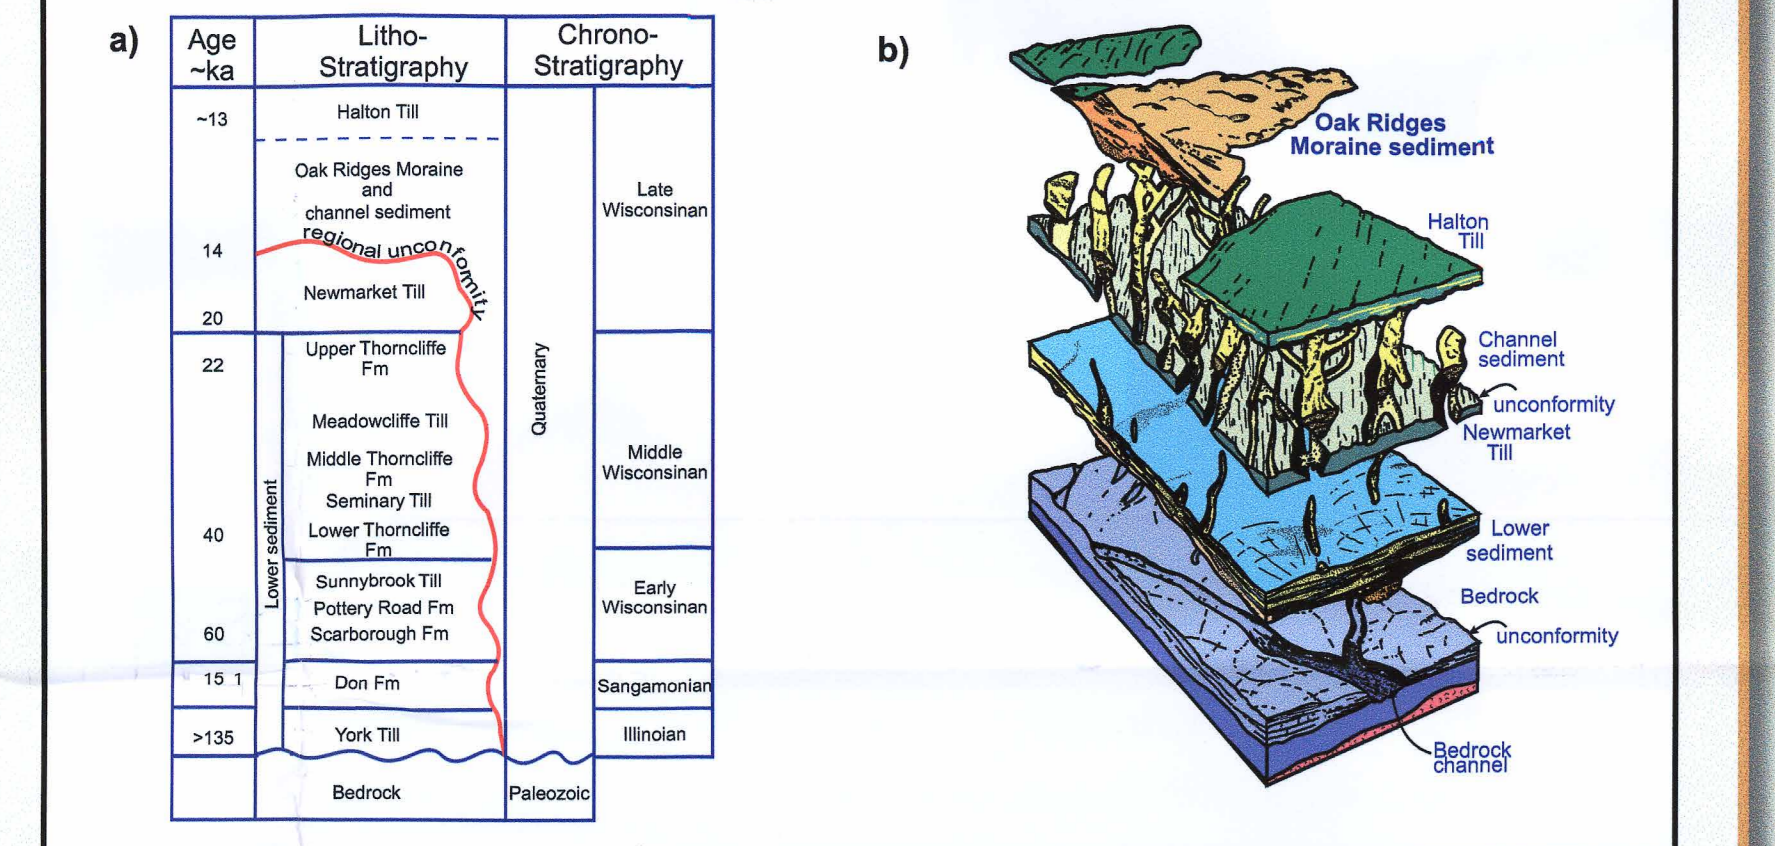 a)
Age
~ka
Litho-
Stratigraphy
Chrono-
Stratigraphy
~13
Halton Till
Oak Ridges Moraine
and
channel sediment
Late
Wisconsinan
regional unconfomity
14
Newmarket Till
20
Upper Thorncliffe
Fm
22
Quaternary
Meadowcliffe Till
Middle Thorncliffe
Fm
Middle
Wisconsinan
Seminary Till
Lower sediment
Lower Thorncliffe
Fm
40
Sunnybrook Till
Pottery Road Fm
Scarborough Fm
Early
Wisconsinan
60
15 1
Don Fm
Sangamonian
>135
York Till
Illinoian
Bedrock
Paleozoic
b)
Oak Ridges
Moraine sediment
Halton
Till
Channel
sediment
unconformity
Newmarket
Till
Lower
sediment
Bedrock
unconformity
Bedrock
channel